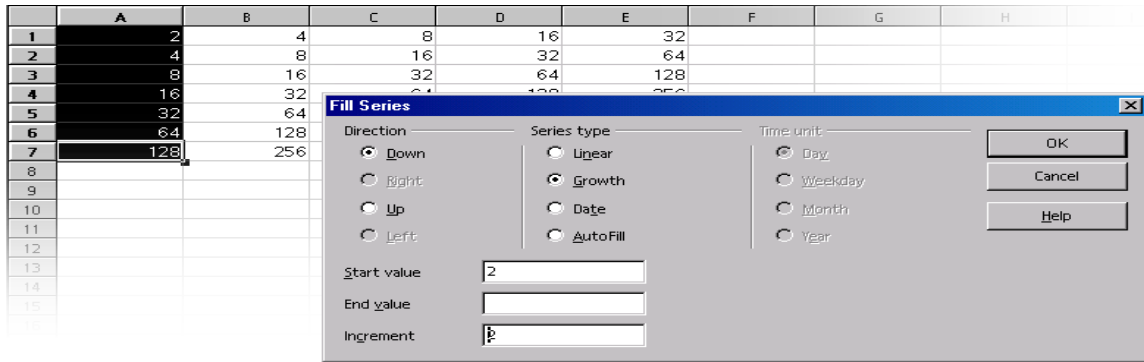 A B C D E F G H
1 2 4 8 16 32
2 4 8 16 32 64
3 8 16 32 64 128
4 16 32 64 128 256
5 32 64
6 64 128
7 128 256
8
9
10
11
12
13
14
15
Fill Series
Direction Series type Time unit
Down Linear Day OK
Right Growth Weekday Cancel
Up Date Month Help
Left AutoFill Year
Start value 2
End value
Increment 2